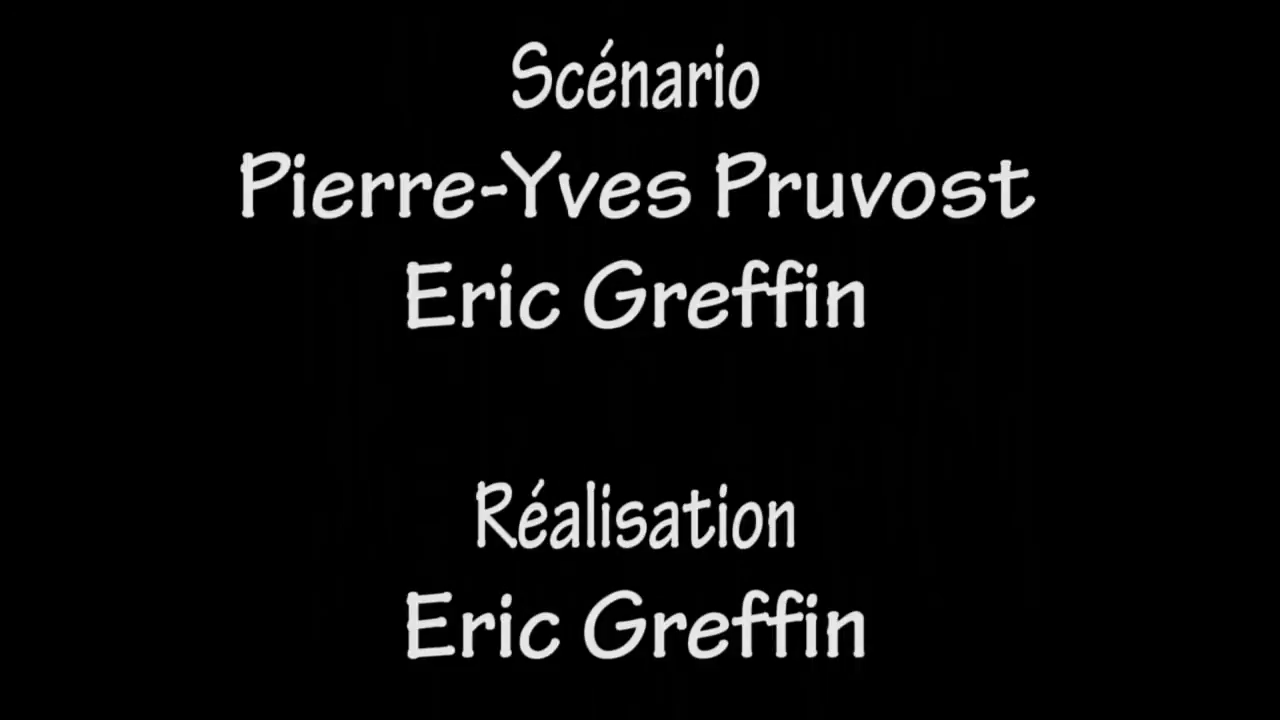 Scénario
Pierre-Yves Pruvost
Eric Greffin
Réalisation
Eric Greffin